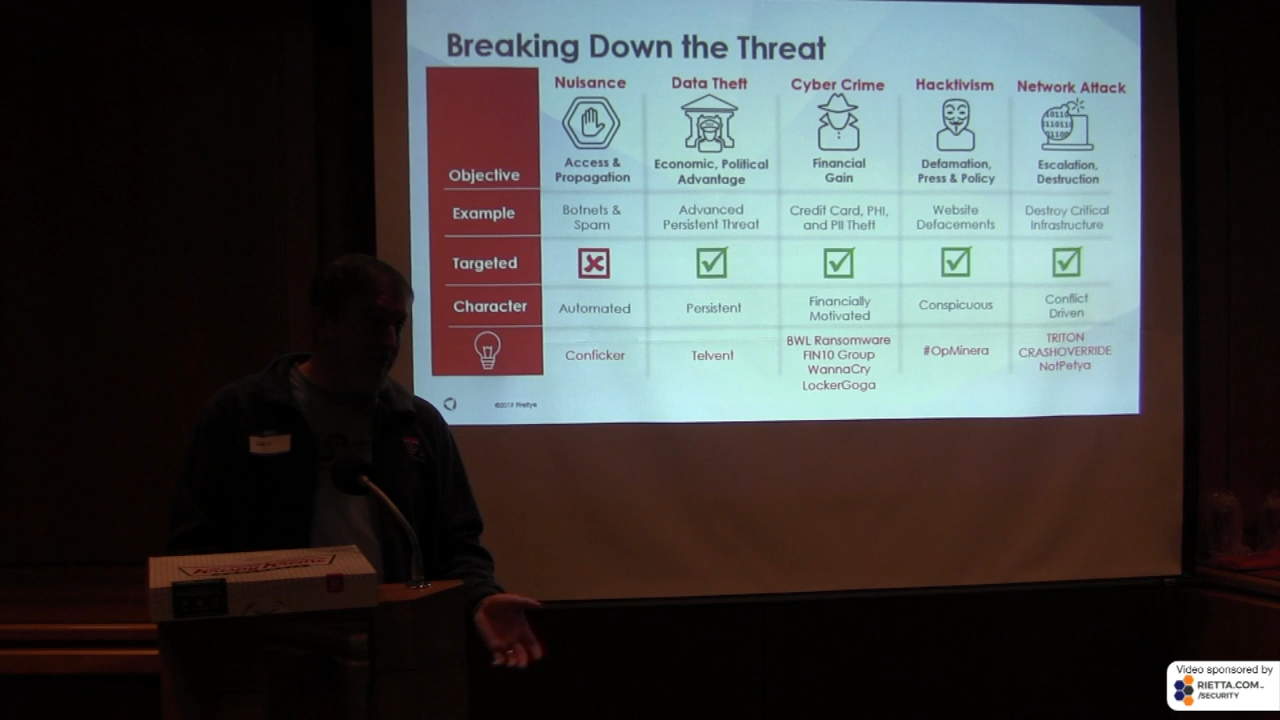 Breaking Down the Threat
Nuisance
Data Theft
Cyber Crime
Hacktivism
Network Attack
Objective
Access &
Propagation
Economic, Political
Advantage
Financial
Gain
Defamation,
Press & Policy
Escalation,
Destruction
Example
Botnets &
Spam
Advanced
Persistent Threat
Credit Card, PHI,
and PII Theft
Website
Defacements
Destroy Critical
Infrastructure
Targeted
Character
Automated
Persistent
Financially
Motivated
Conspicuous
Conflict
Driven
Conficker
Telvent
BWL Ransomware
FIN10 Group
WannaCry
LockerGoga
#OpMinera
TRITON
CRASHOVERRIDE
NotPetya
Krispy Kreme
Video sponsored by
RIETTA.COM
/SECURITY